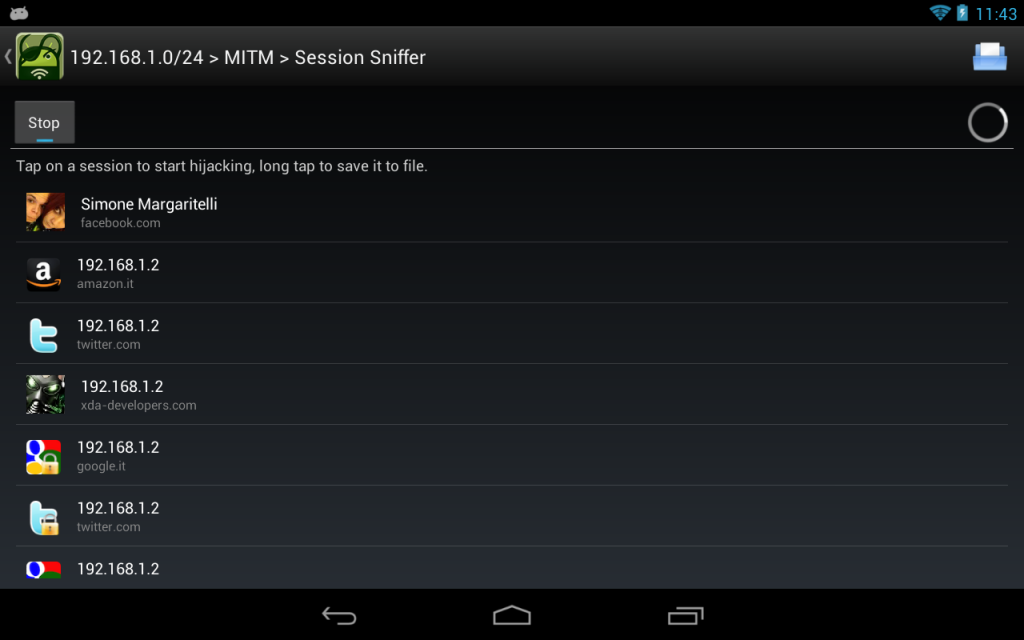 11:43
192.168.1.0/24 > MITM > Session Sniffer
Stop
Tap on a session to start hijacking, long tap to save it to file.
Simone Margaritelli
facebook.com
192.168.1.2
amazon.it
192.168.1.2
twitter.com
192.168.1.2
xda-developers.com
192.168.1.2
google.it
192.168.1.2
twitter.com
192.168.1.2